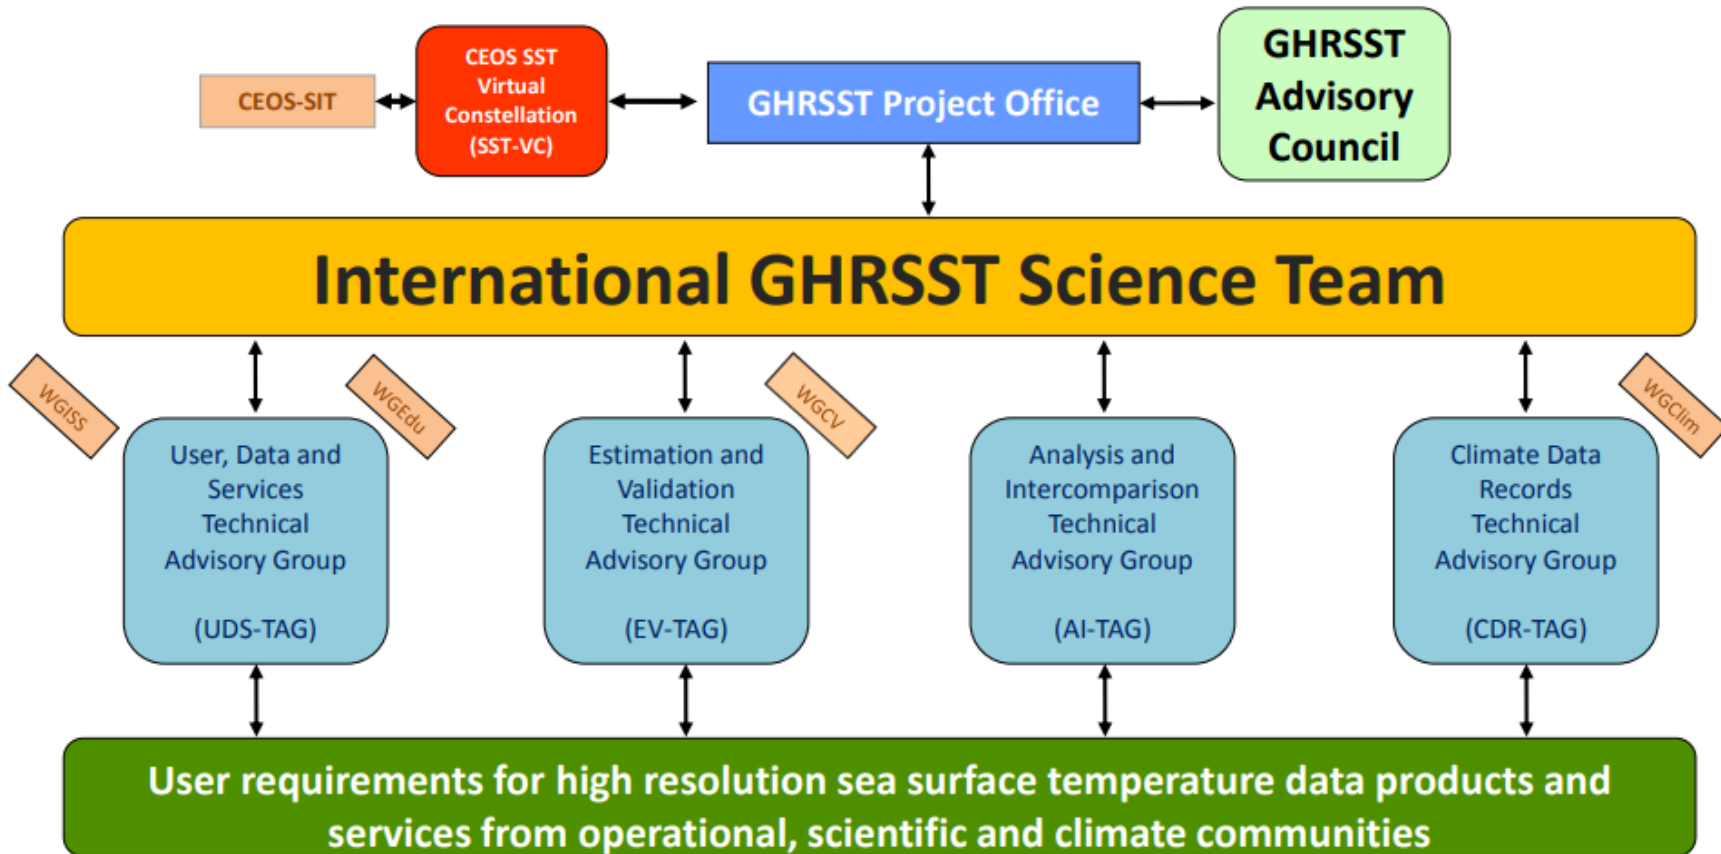 CEOS-SIT
CEOS SST
Virtual
Constellation
(SST-VC)
GHRSST Project Office
GHRSST
Advisory
Council
International GHRSST Science Team
WGISS
WGEdu
WGCV
WGClim
User, Data and
Services
Technical
Advisory Group
(UDS-TAG)
Estimation and
Validation
Technical
Advisory Group
(EV-TAG)
Analysis and
Intercomparison
Technical
Advisory Group
(AI-TAG)
Climate Data
Records
Technical
Advisory Group
(CDR-TAG)
User requirements for high resolution sea surface temperature data products and
services from operational, scientific and climate communities